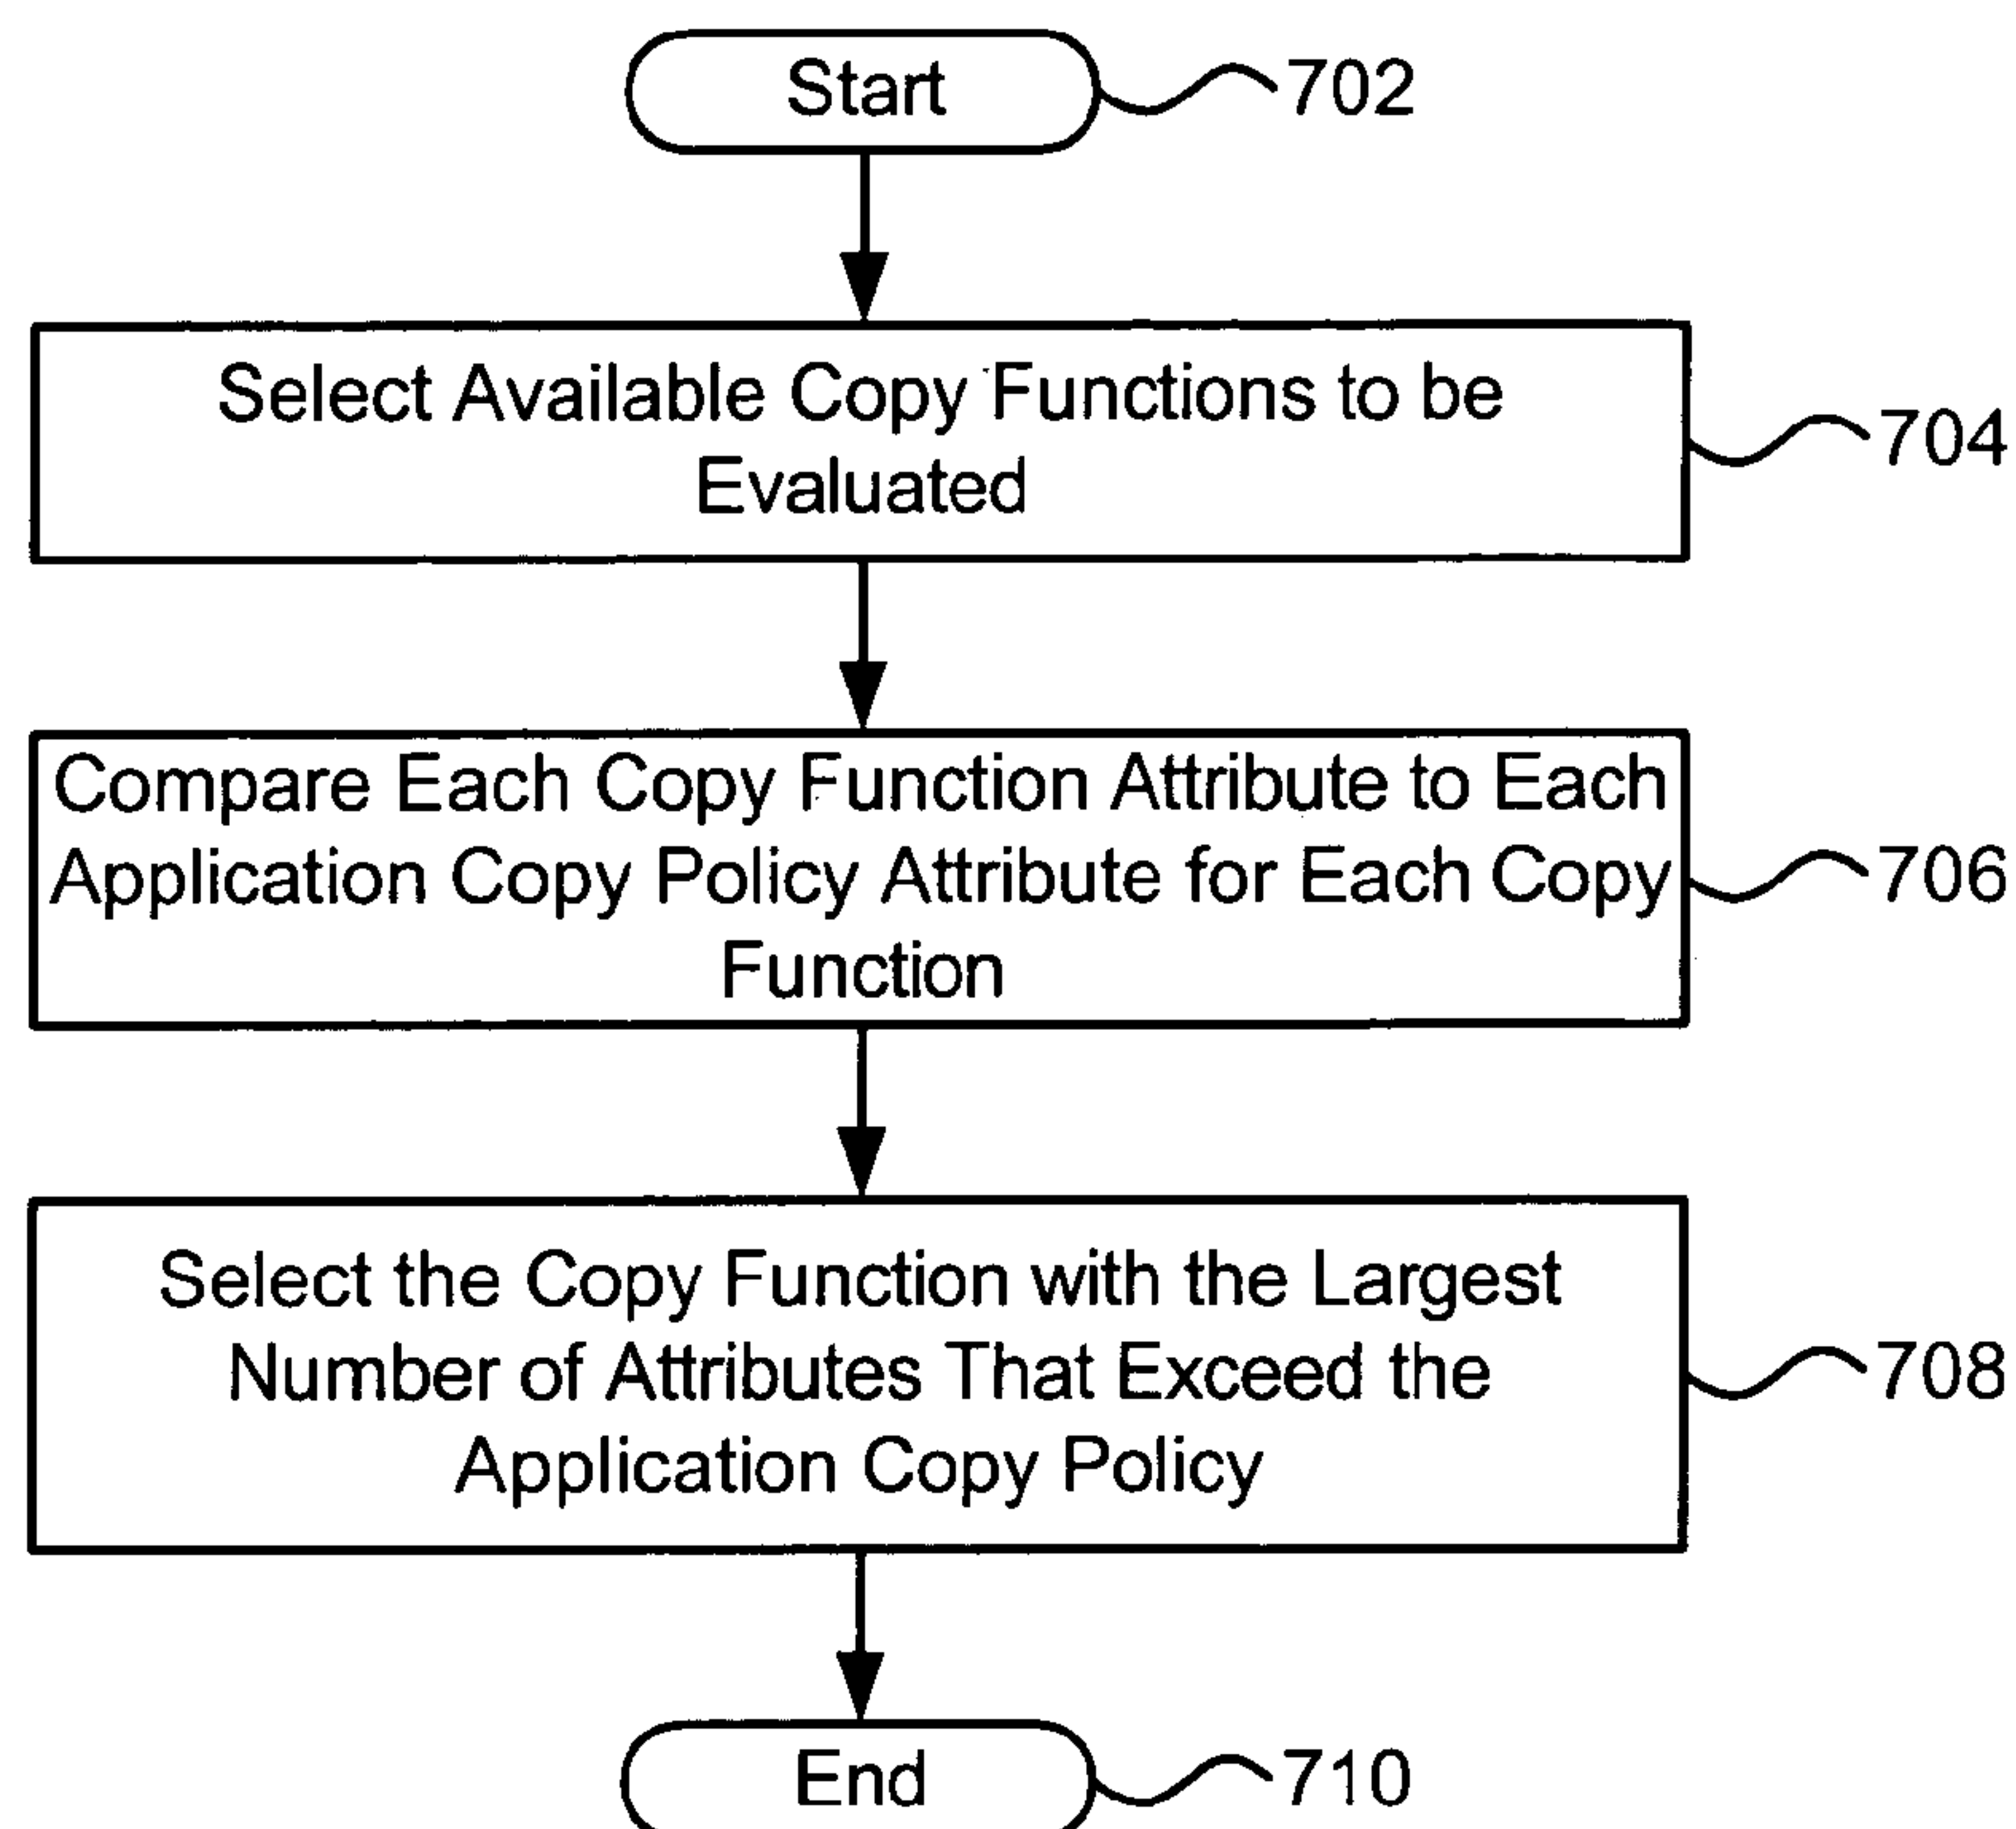 Start
702
Select Available Copy Functions to be
Evaluated
704
Compare Each Copy Function Attribute to Each
Application Copy Policy Attribute for Each Copy
Function
706
Select the Copy Function with the Largest
Number of Attributes That Exceed the
Application Copy Policy
708
End
710